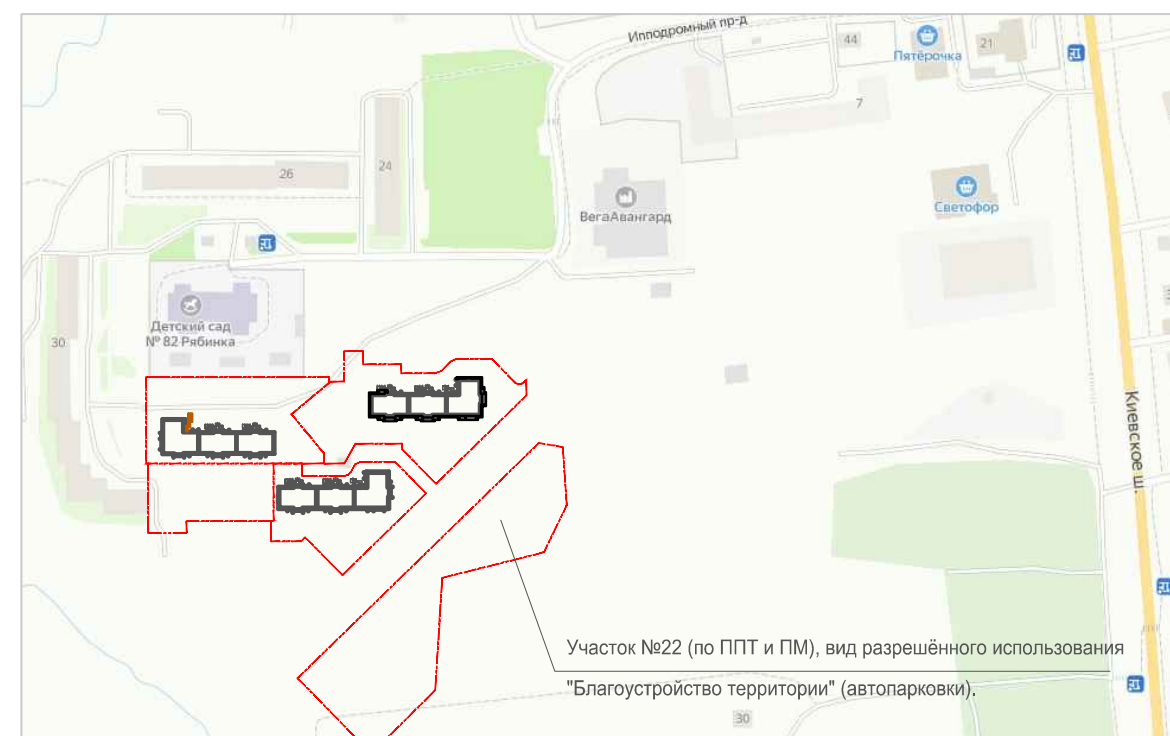 Ипподромный пр-д
44
Пятёрочка
21
7
26
24
ВегаАвангард
Светофор
Детский сад
№ 82 Рябинка
30
Киевское ш.
Участок №22 (по ППТ и ПМ), вид разрешённого использования
"Благоустройство территории" (автопарковки).
30